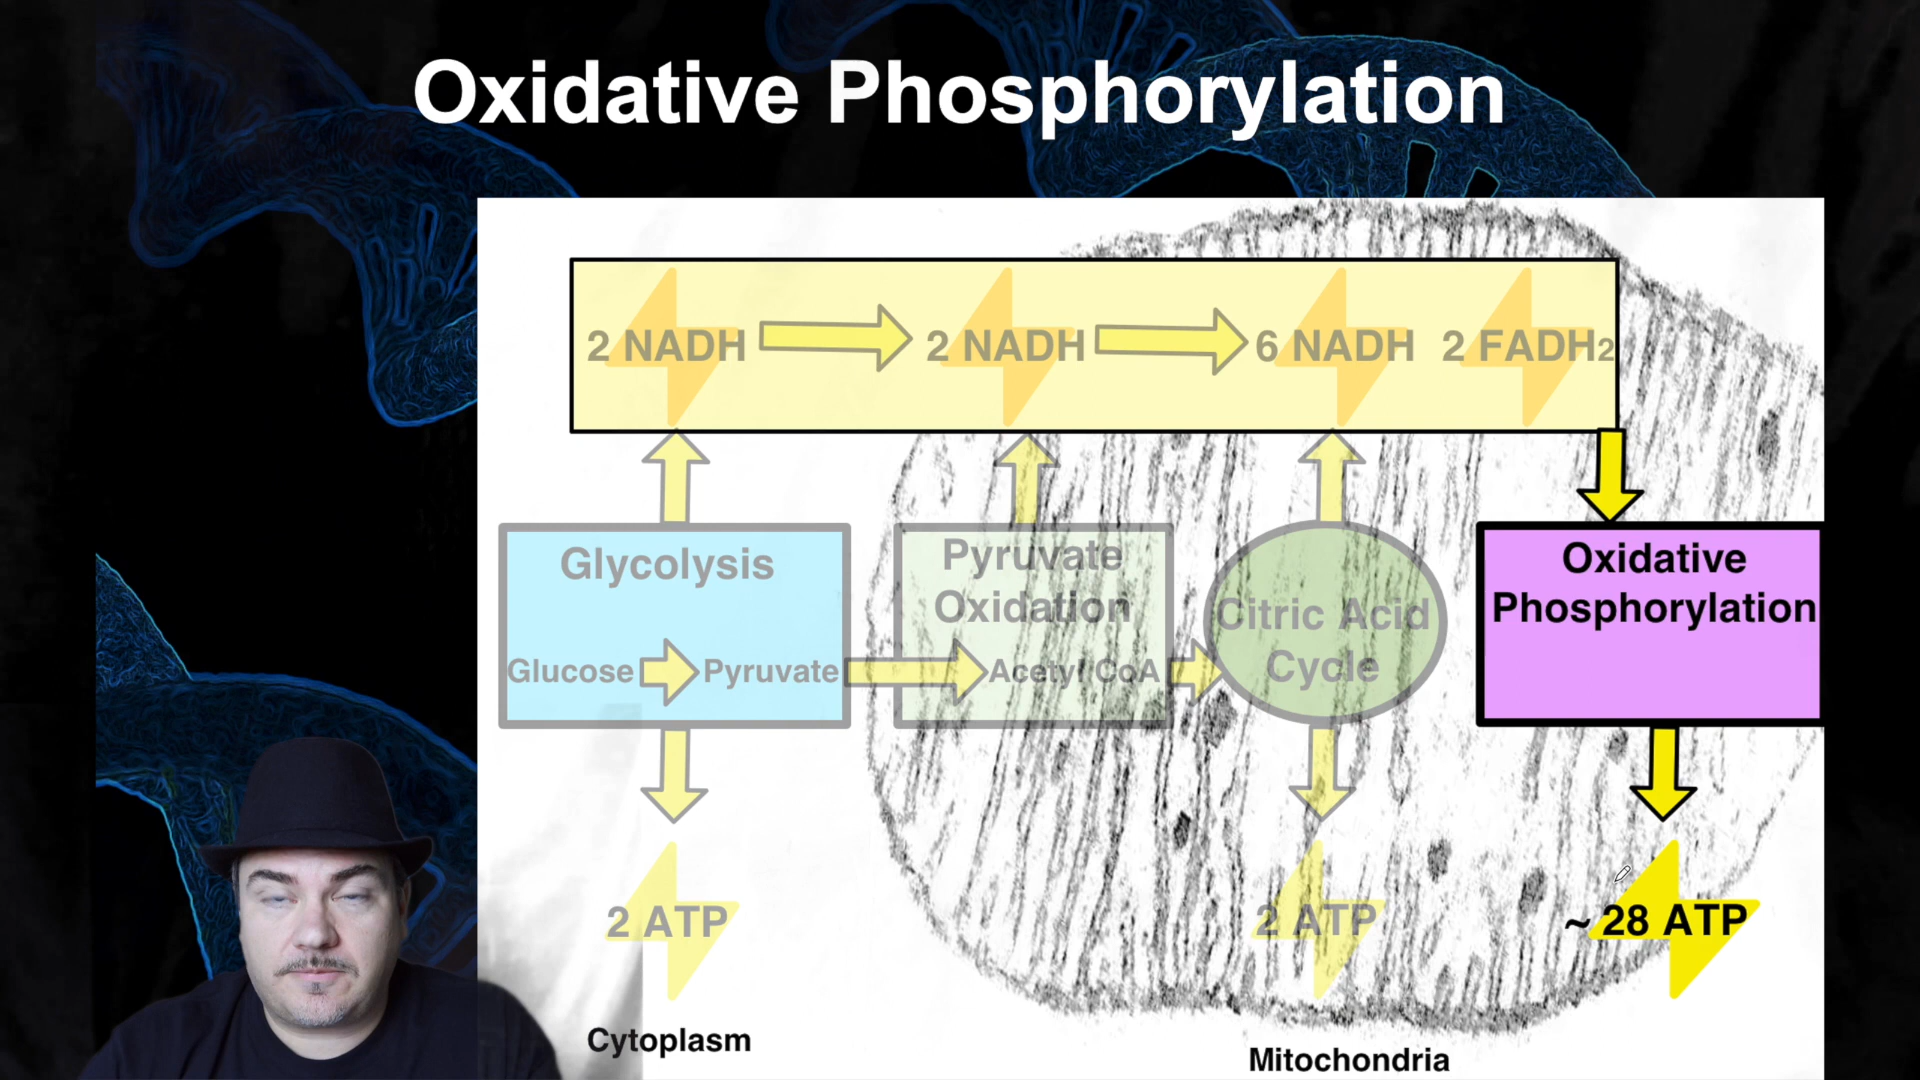 Oxidative Phosphorylation
2 NADH
2 NADH
6 NADH
2 FADH2
Glycolysis
Glucose
Pyruvate
Pyruvate
Oxidation
Acetyl CoA
Citric Acid
Cycle
Oxidative
Phosphorylation
2 ATP
2 ATP
~ 28 ATP
Cytoplasm
Mitochondria